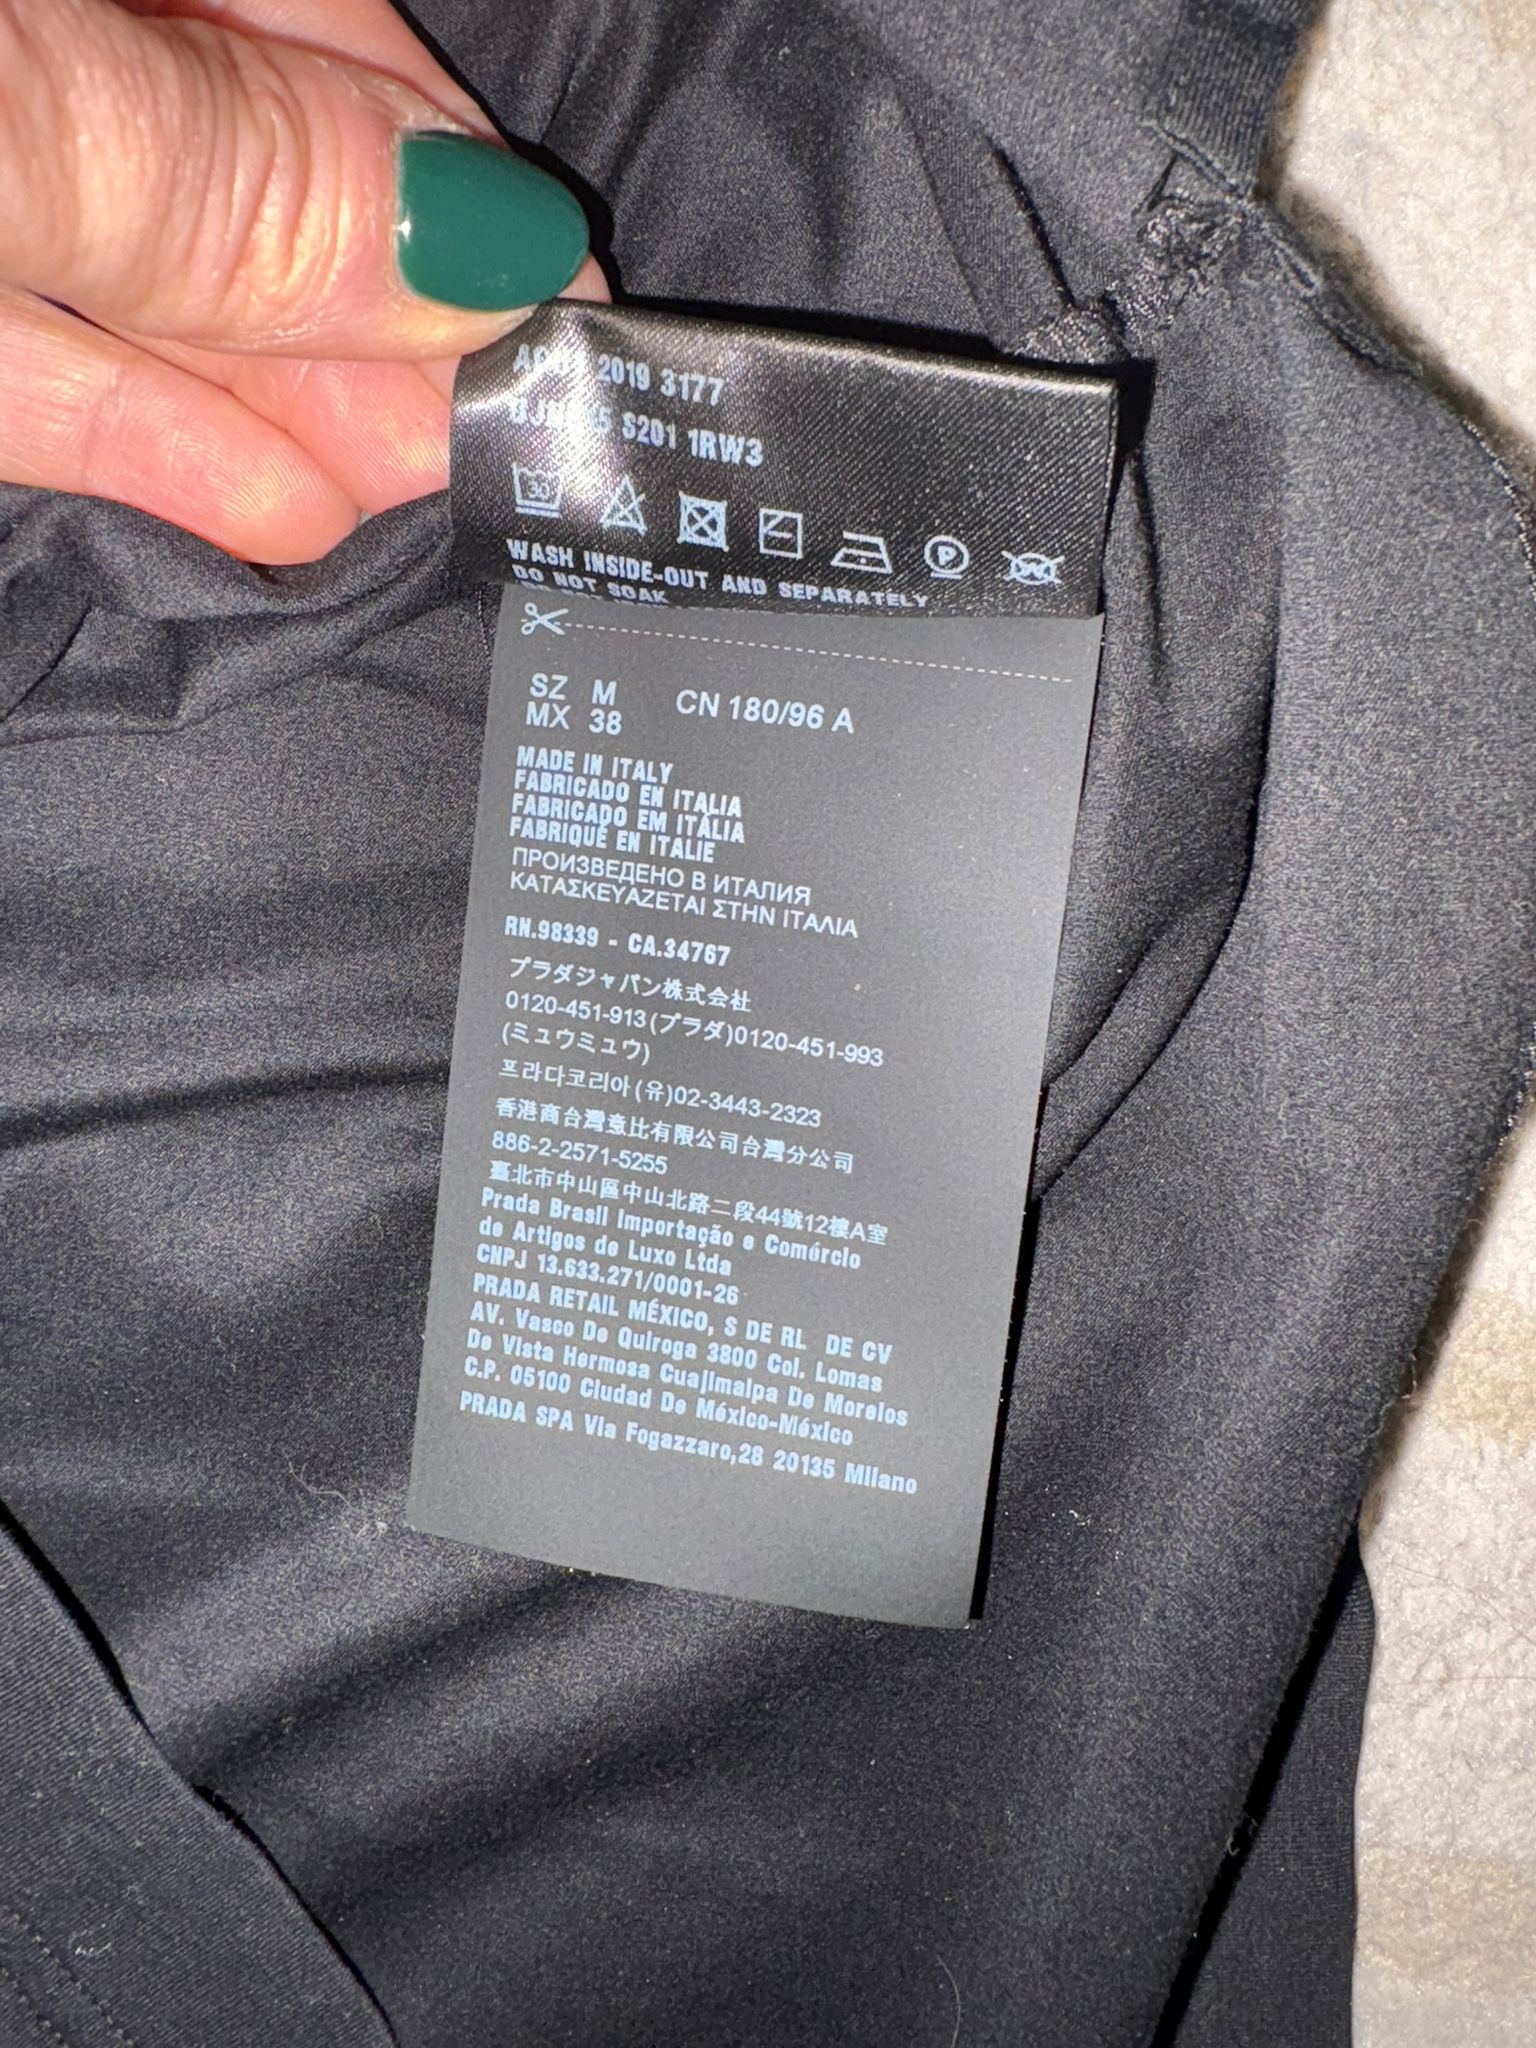 2019 3177
S201 1RW3
30
P
W
WASH INSIDE-OUT AND SEPARATELY
DO NOT SOAK
SZ M CN 180/96 A
MX 38
MADE IN ITALY
FABRICADO EN ITALIA
FABRICADO EM ITÁLIA
FABRIQUÉ EN ITALIE
ПРОИЗВЕДЕНО В ИТАЛИЯ
ΚΑΤΑΣΚΕΥΑΖΕΤΑΙ ΣΤΗΝ ΙΤΑΛΙΑ
RN.98339 - CA.34767
プラダジャパン株式会社
0120-451-913(プラダ)0120-451-993
(ミュウミュウ)
프라다코리아(유)02-3443-2323
香港商台灣意比有限公司台灣分公司
886-2-2571-5255
臺北市中山區中山北路二段44號12樓A室
Prada Brasil Importação e Comércio
de Artigos de Luxo Ltda
CNPJ 13.633.271/0001-26
PRADA RETAIL MÉXICO, S DE RL DE CV
AV. Vasco De Quiroga 3800 Col. Lomas
De Vista Hermosa Cuajimalpa De Morelos
C.P. 05100 Ciudad De México-México
PRADA SPA Via Fogazzaro,28 20135 Milano